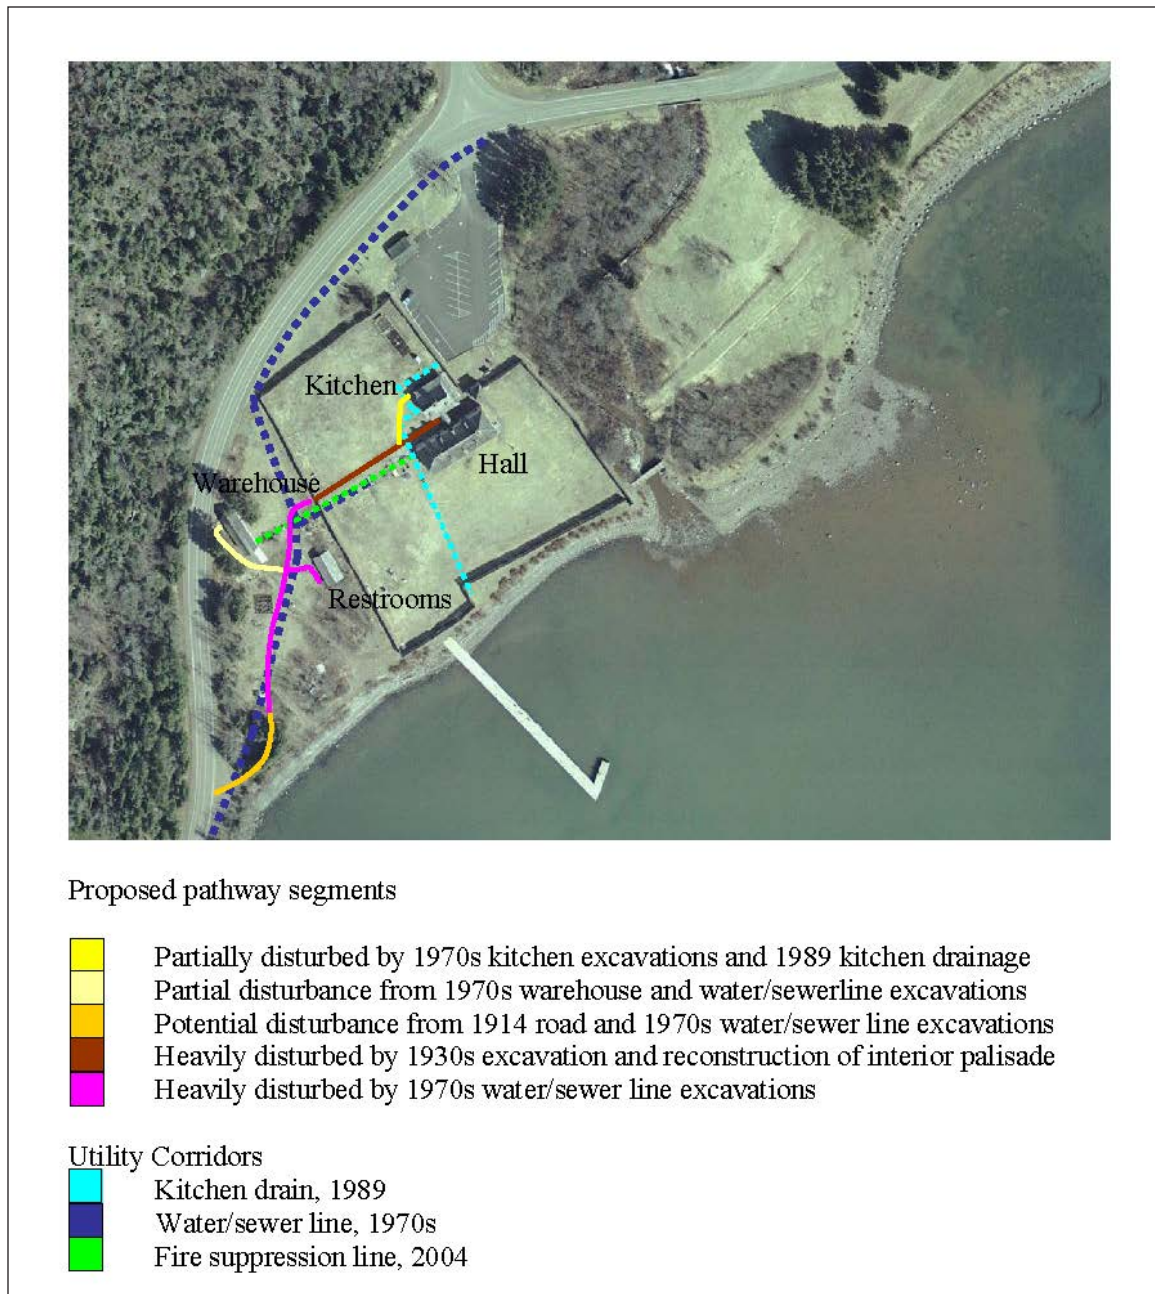 Kitchen
Hall
Warehouse
Restrooms
Proposed pathway segments
Partially disturbed by 1970s kitchen excavations and 1989 kitchen drainage
Partial disturbance from 1970s warehouse and water/sewerline excavations
Potential disturbance from 1914 road and 1970s water/sewer line excavations
Heavily disturbed by 1930s excavation and reconstruction of interior palisade
Heavily disturbed by 1970s water/sewer line excavations
Utility Corridors
Kitchen drain, 1989
Water/sewer line, 1970s
Fire suppression line, 2004